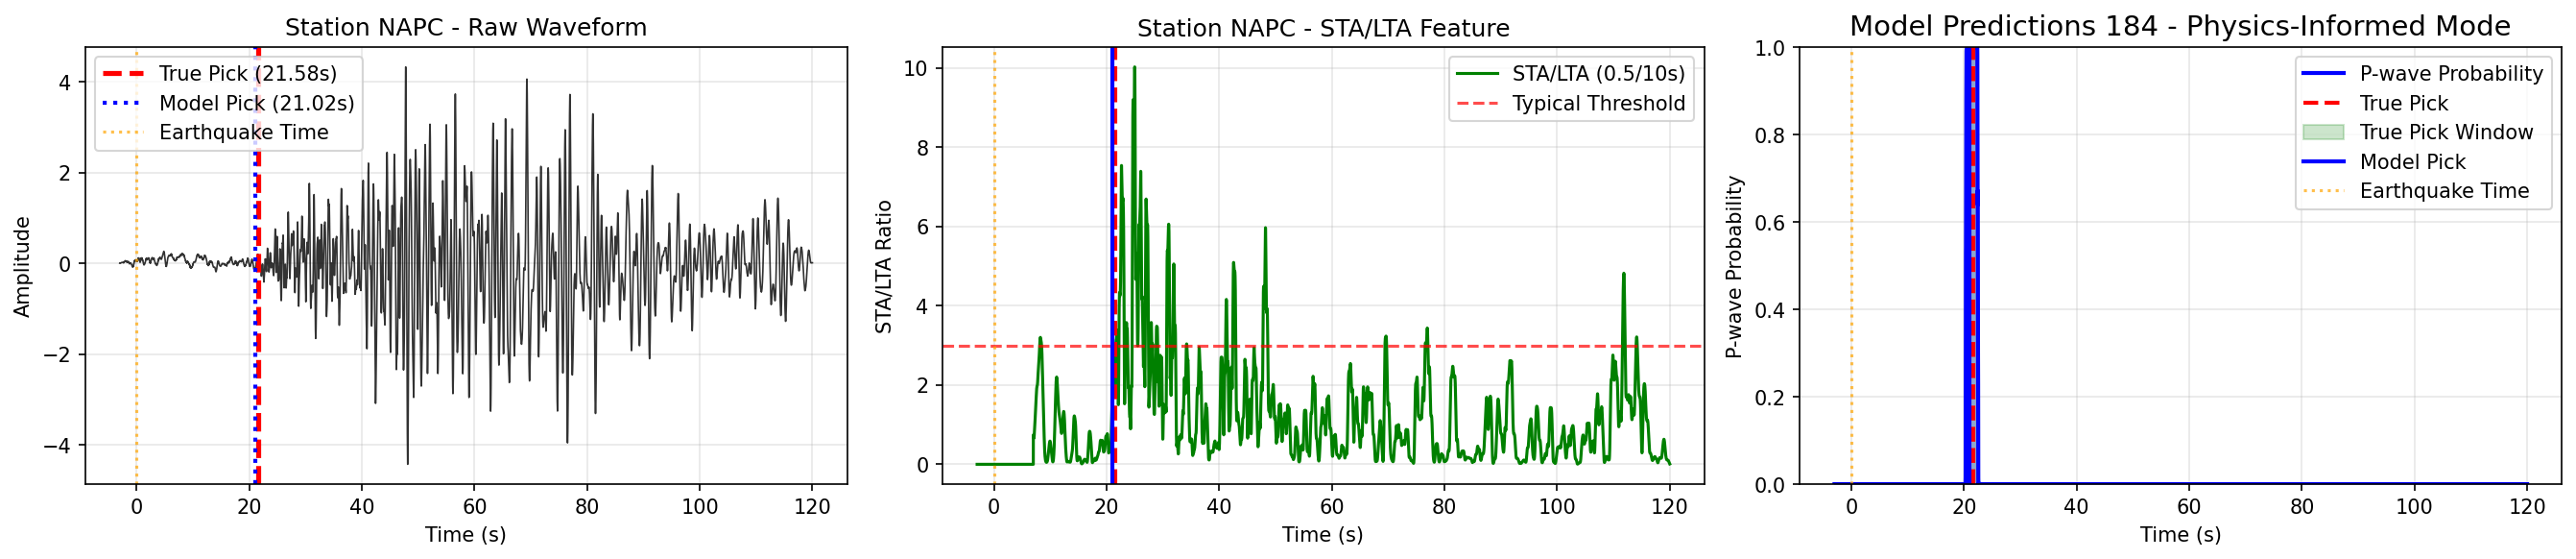 Station NAPC - Raw Waveform
True Pick (21.58s)
Model Pick (21.02s)
Earthquake Time
Amplitude
4
2
0
−2
−4
0
20
40
60
80
100
120
Time (s)
Station NAPC - STA/LTA Feature
STA/LTA (0.5/10s)
Typical Threshold
STA/LTA Ratio
10
8
6
4
2
0
0
20
40
60
80
100
120
Time (s)
Model Predictions 184 - Physics-Informed Mode
P-wave Probability
True Pick
True Pick Window
Model Pick
Earthquake Time
P-wave Probability
1.0
0.8
0.6
0.4
0.2
0.0
0
20
40
60
80
100
120
Time (s)